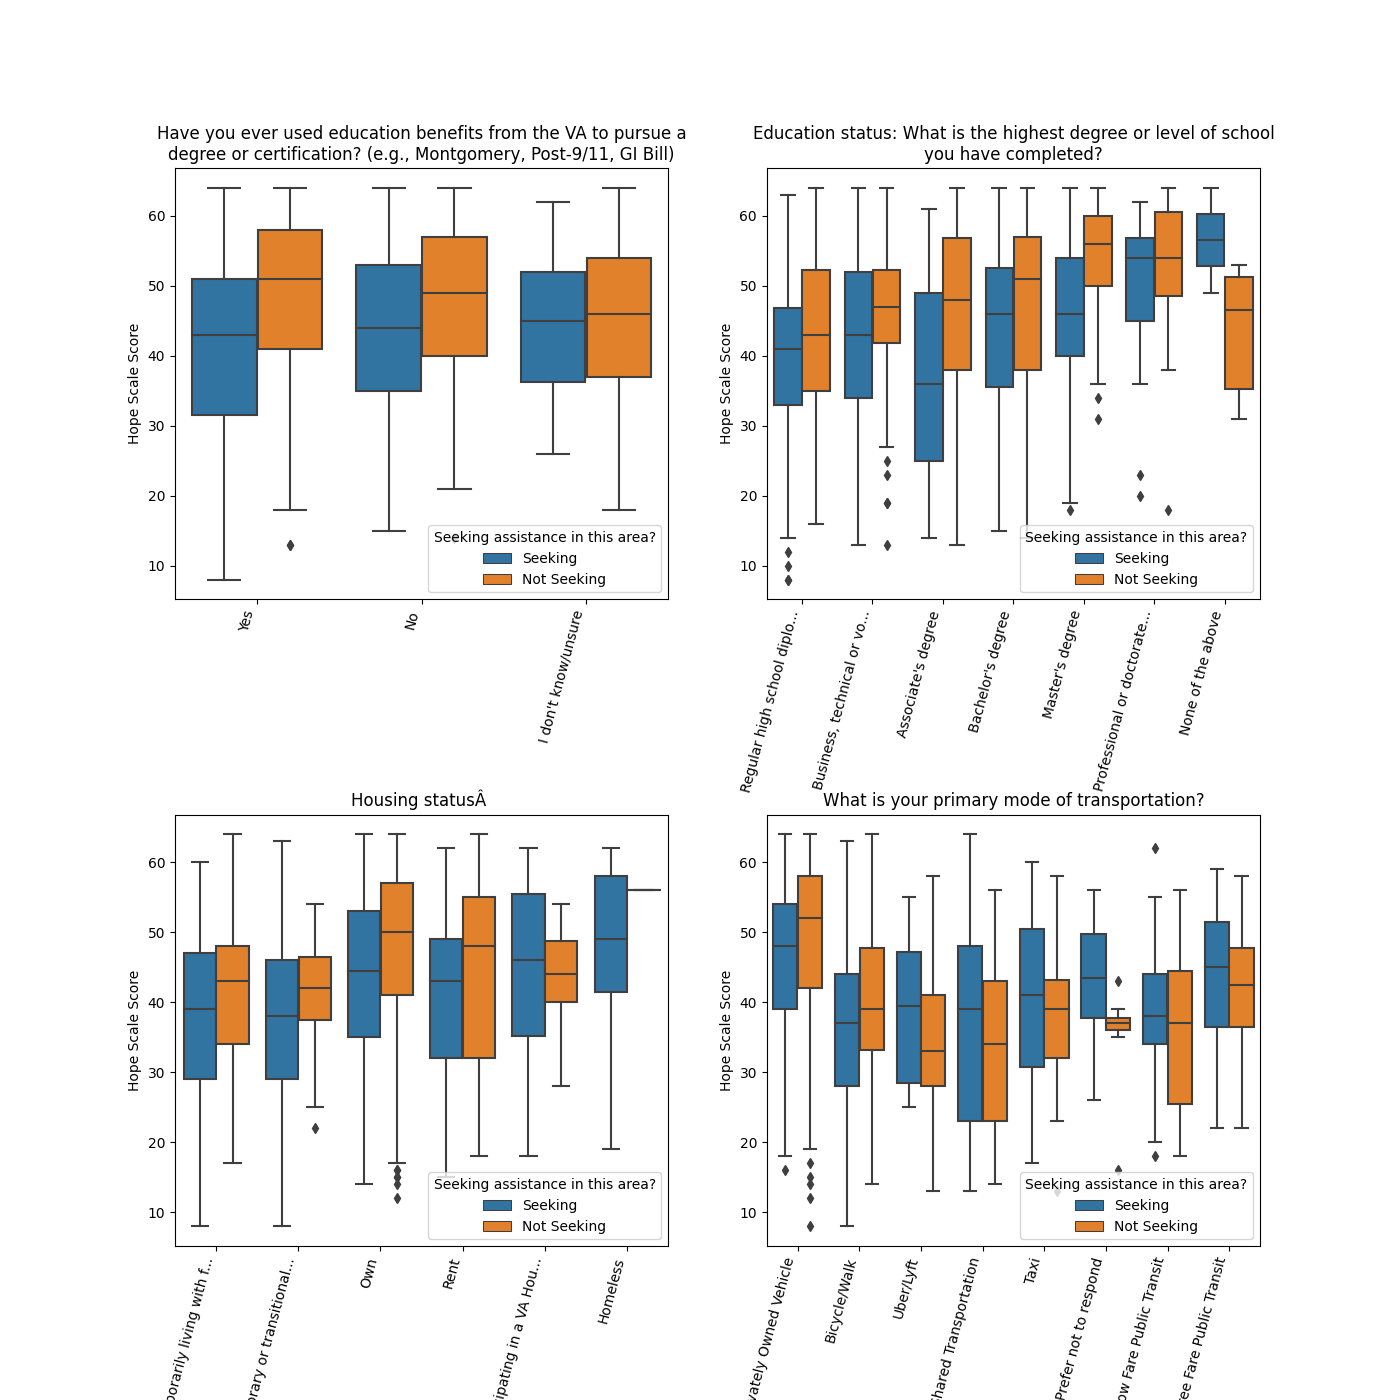 Have you ever used education benefits from the VA to pursue a
degree or certification? (e.g., Montgomery, Post-9/11, GI Bill)
Hope Scale Score
60
50
40
30
20
10
Seeking assistance in this area?
Seeking
Not Seeking
Yes
No
I don't know/unsure
Education status: What is the highest degree or level of school
you have completed?
Hope Scale Score
60
50
40
30
20
10
Seeking assistance in this area?
Seeking
Not Seeking
Regular high school diplo...
Business, technical or vo...
Associate's degree
Bachelor's degree
Master's degree
Professional or doctorate...
None of the above
Housing statusÂ
Hope Scale Score
60
50
40
30
20
10
Seeking assistance in this area?
Seeking
Not Seeking
porarily living with f...
rary or transitional...
Own
Rent
ipating in a VA Hou...
Homeless
What is your primary mode of transportation?
Hope Scale Score
60
50
40
30
20
10
Seeking assistance in this area?
Seeking
Not Seeking
vately Owned Vehicle
Bicycle/Walk
Uber/Lyft
hared Transportation
Taxi
Prefer not to respond
ow Fare Public Transit
ee Fare Public Transit